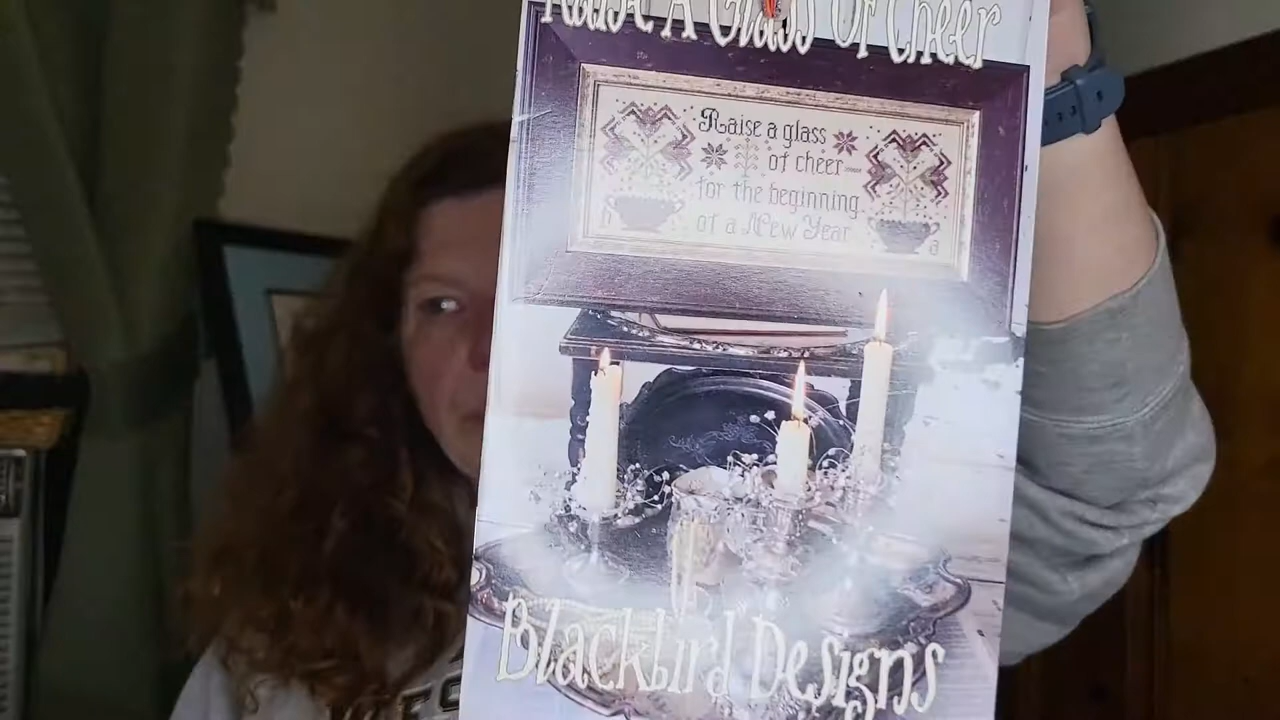 Raise A Glass Of Cheer
Raise a glass
of cheer
for the beginning
of a New Year
h a
Blackbird Designs